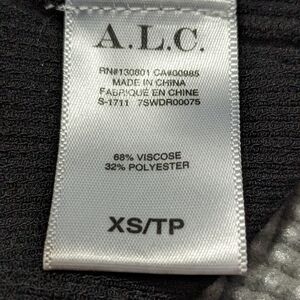 A.L.C.
RN#130801 CA#00985
MADE IN CHINA
FABRIQUÉ EN CHINE
S-1711 7SWDR00075
68% VISCOSE
32% POLYESTER
XS/TP